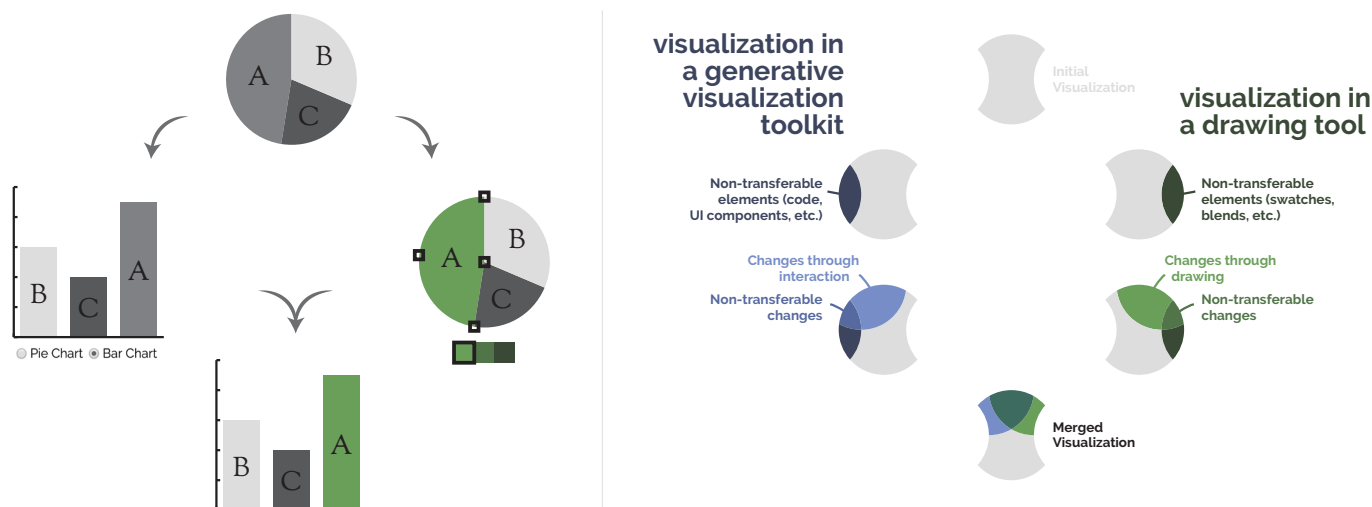 A
B
C
B
C
A
Pie Chart
Bar Chart
A
B
C
B
C
A
visualization in
a generative
visualization
toolkit
Initial
Visualization
visualization in
a drawing tool
Non-transferable
elements (code,
UI components, etc.)
Non-transferable
elements (swatches,
blends, etc.)
Changes through
interaction
Non-transferable
changes
Changes through
drawing
Non-transferable
changes
Merged
Visualization